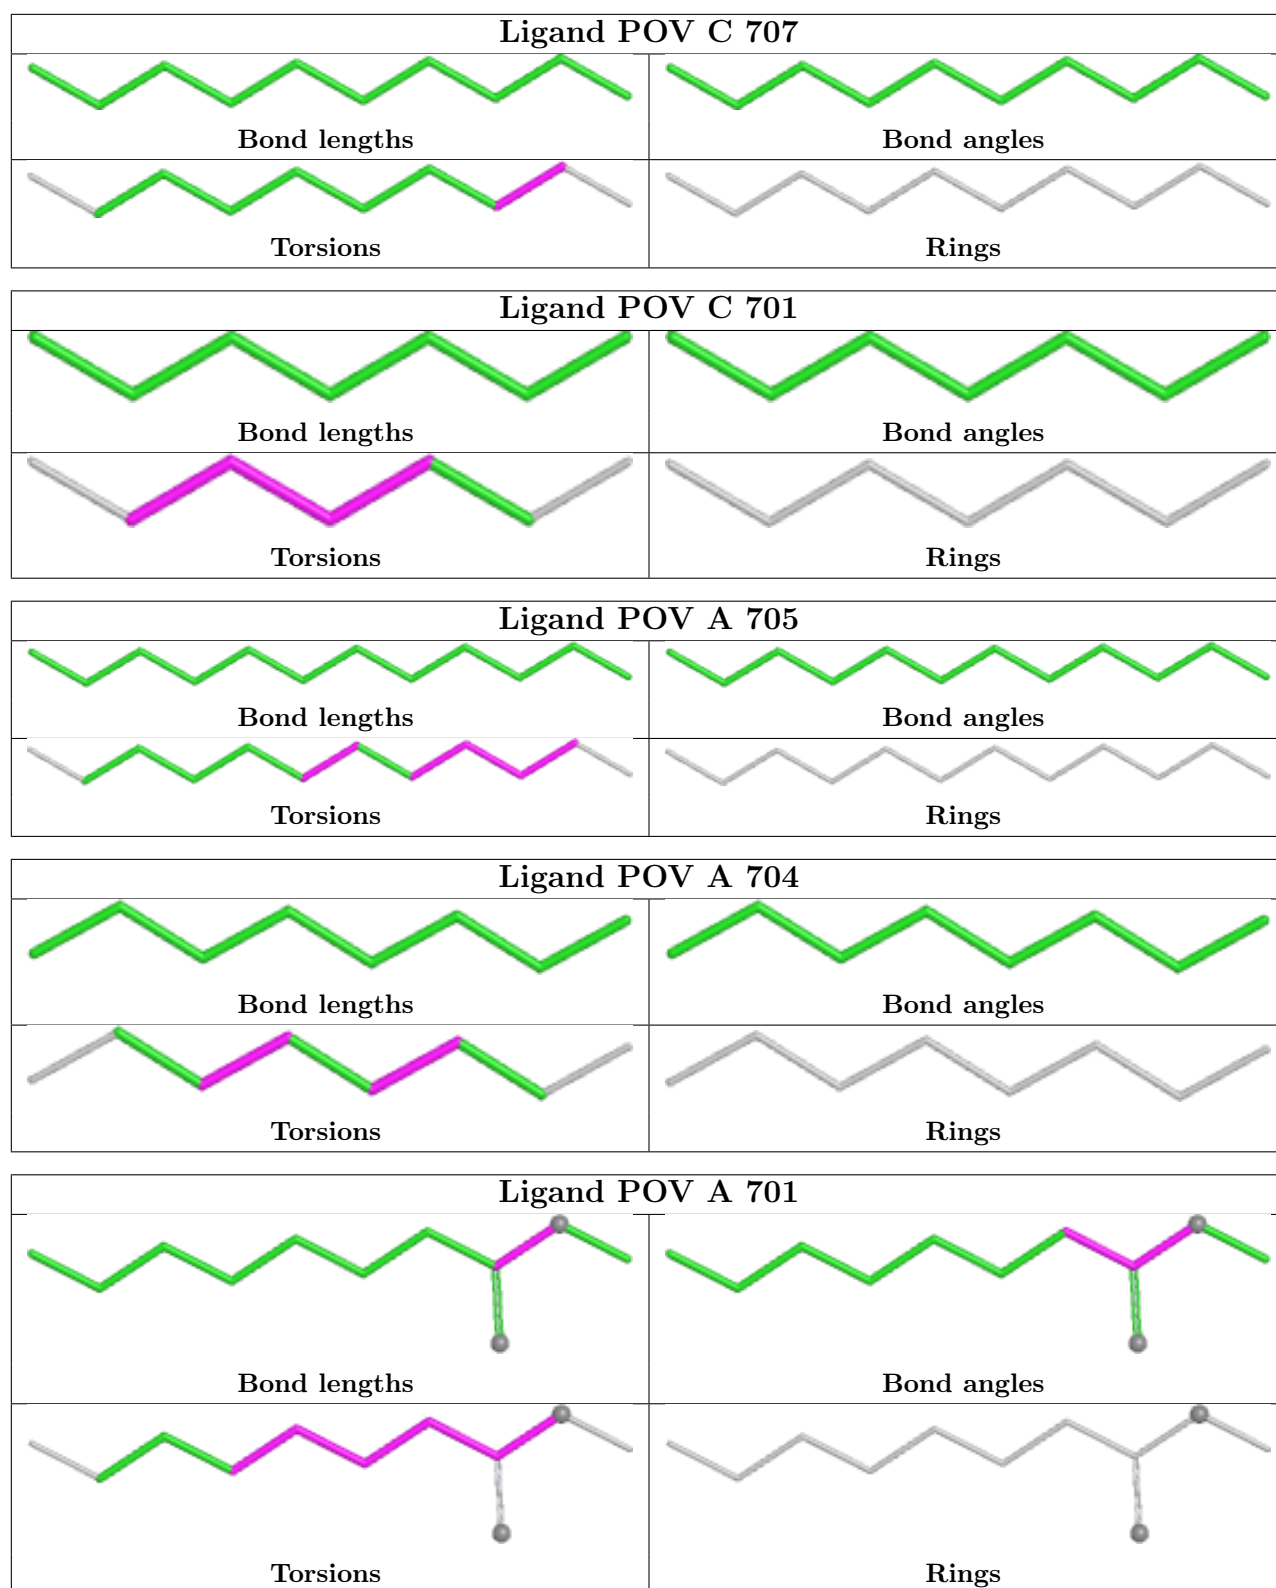 Ligand POV C 707
Bond lengths
Bond angles
Torsions
Rings
Ligand POV C 701
Bond lengths
Bond angles
Torsions
Rings
Ligand POV A 705
Bond lengths
Bond angles
Torsions
Rings
Ligand POV A 704
Bond lengths
Bond angles
Torsions
Rings
Ligand POV A 701
Bond lengths
Bond angles
Torsions
Rings